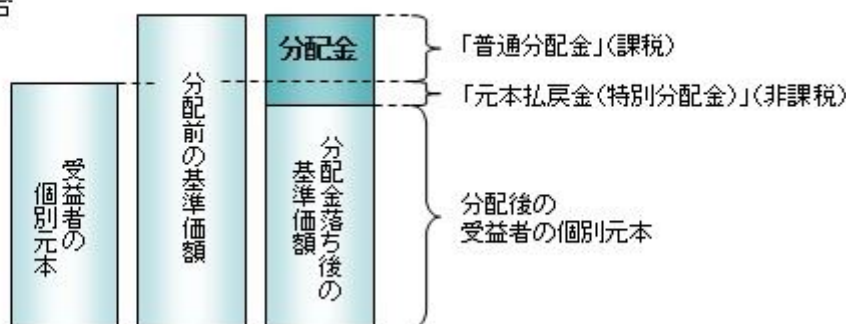 分配金
「普通分配金」(課税)
「元本払戻金(特別分配金)」(非課税)
受益者の
個別元本
分配前の基準価額
分配金落ち後の
基準価額
分配後の
受益者の個別元本